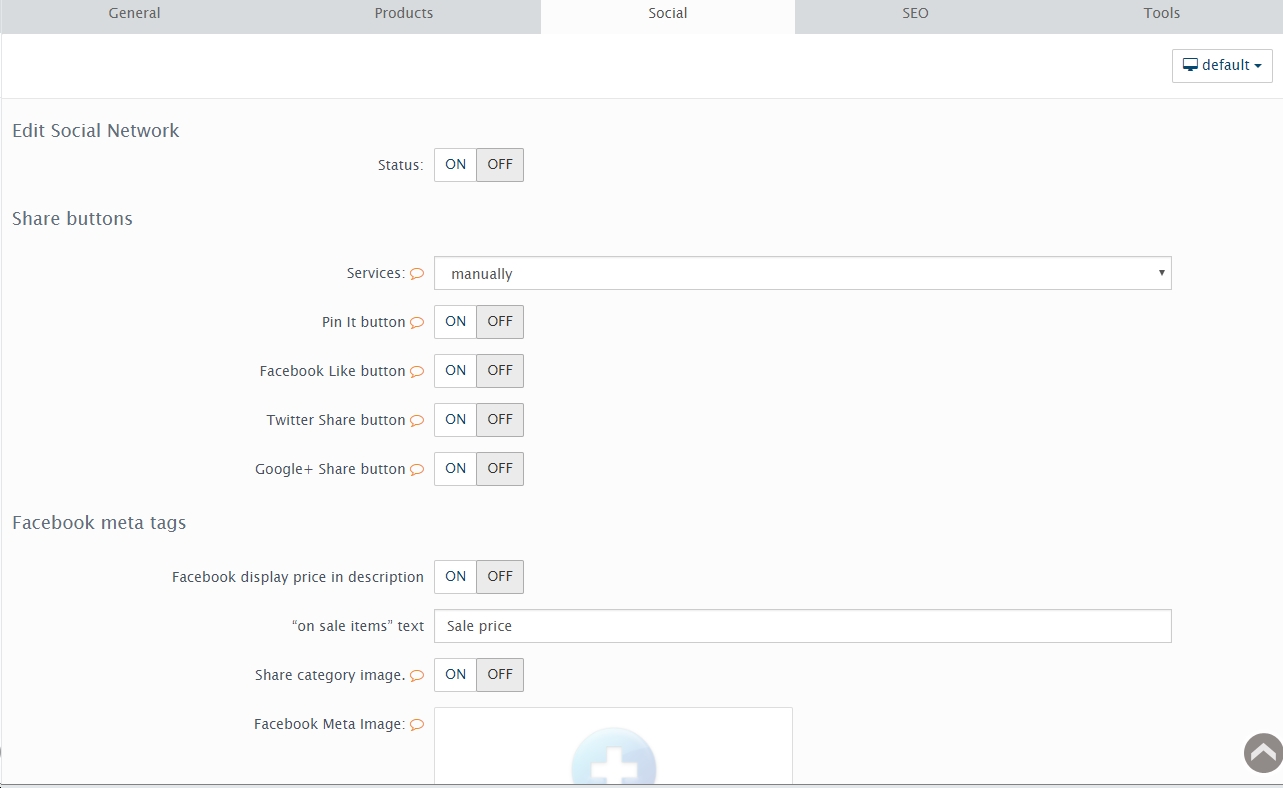 General Products Social SEO Tools
default
Edit Social Network
Status: ON OFF
Share buttons
Services: manually
Pin It button ON OFF
Facebook Like button ON OFF
Twitter Share button ON OFF
Google+ Share button ON OFF
Facebook meta tags
Facebook display price in description ON OFF
“on sale items” text Sale price
Share category image. ON OFF
Facebook Meta Image: